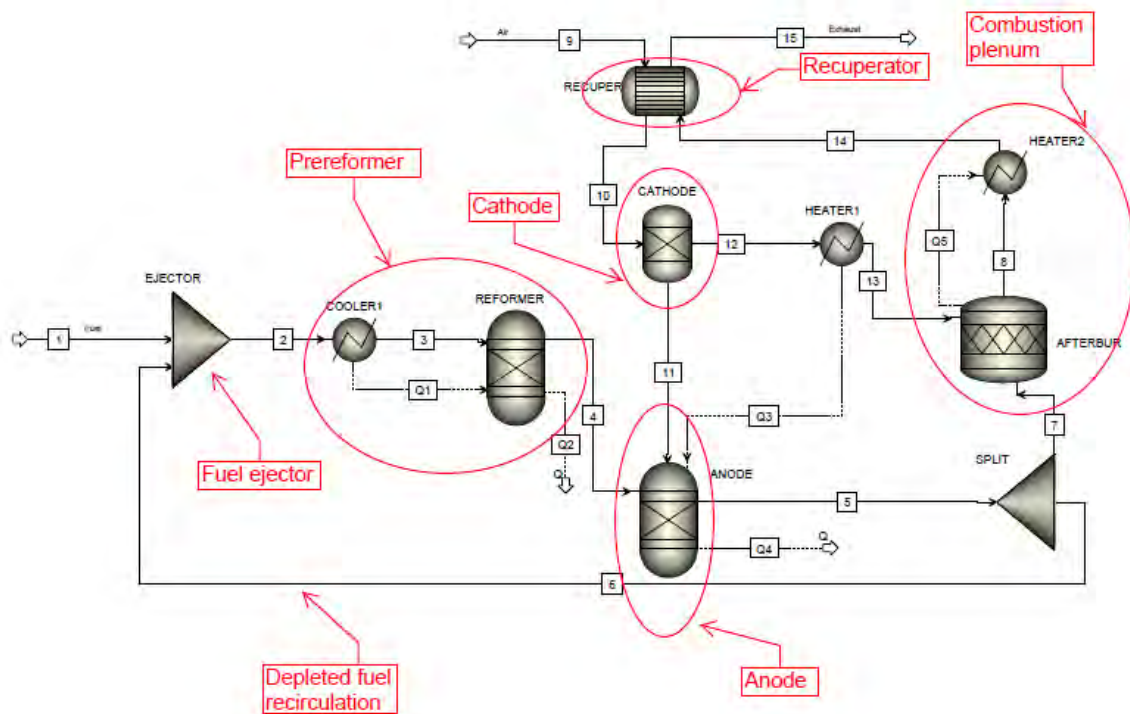 Air
9
15
Exhaust
Combustion
plenum
RECUPER
Recuperator
14
HEATER2
Prereformer
10
CATHODE
Cathode
HEATER1
12
Q5
8
13
EJECTOR
COOLER1
REFORMER
AFTERBUR
1
2
3
11
Q1
Q3
7
4
Q2
SPLIT
Fuel ejector
Q
ANODE
5
Q4
Q
6
Depleted fuel
recirculation
Anode